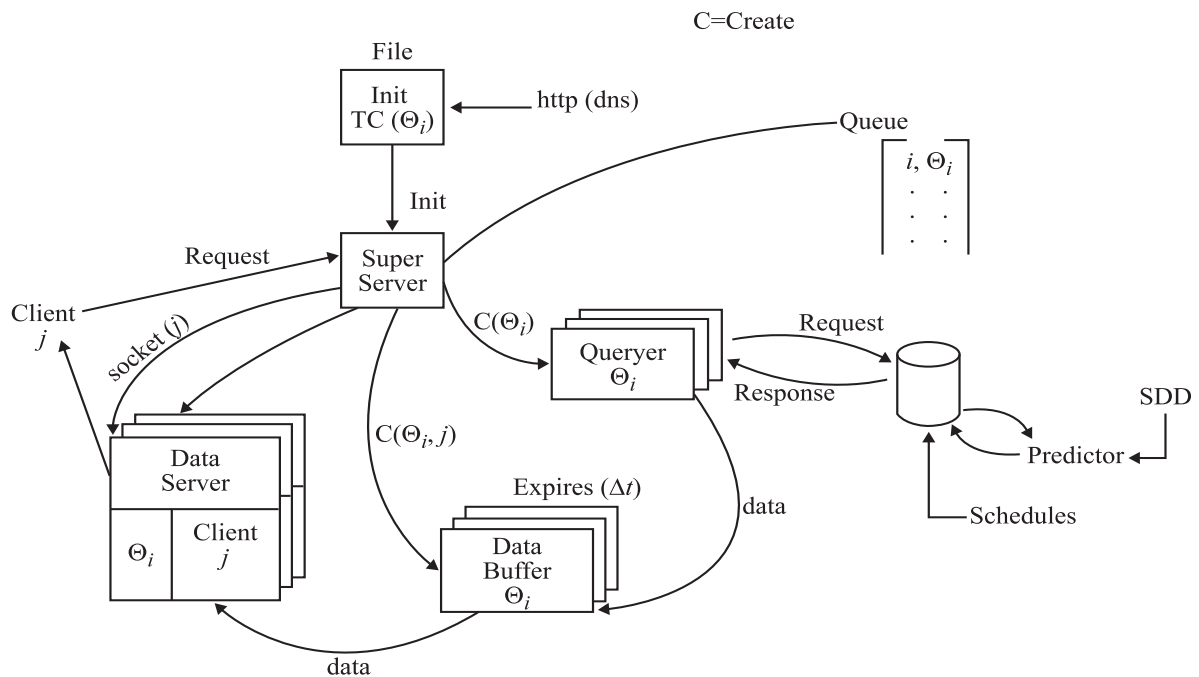 C=Create
File
Init
TC (Θi)
http (dns)
Queue
i, Θi
Init
Request
Super
Server
Client
j
socket (j)
C(Θi)
Queryer
Θi
Request
Response
SDD
Predictor
Schedules
C(Θi, j)
Data
Server
Θi
Client
j
Expires (Δt)
Data
Buffer
Θi
data
data